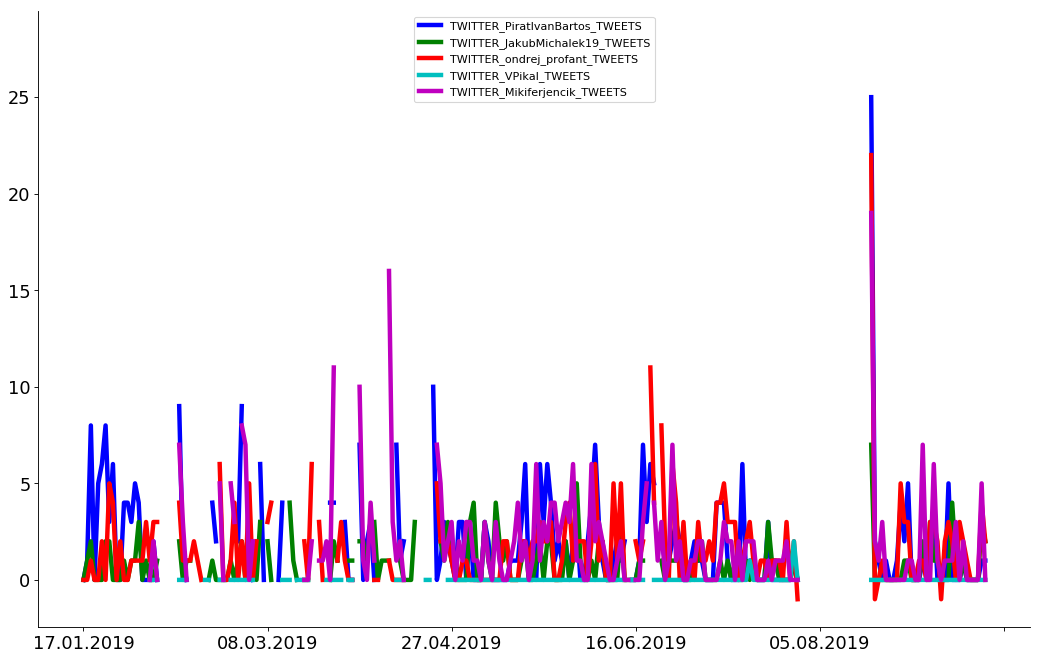 TWITTER_PiratIvanBartos_TWEETS
TWITTER_JakubMichalek19_TWEETS
TWITTER_ondrej_profant_TWEETS
TWITTER_VPikal_TWEETS
TWITTER_Mikiferjencik_TWEETS
25
20
15
10
5
0
17.01.2019 08.03.2019 27.04.2019 16.06.2019 05.08.2019